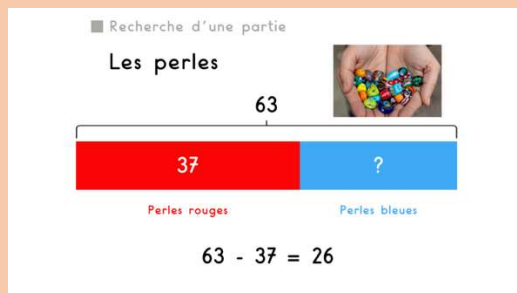 Recherche d'une partie
Les perles
63
37 ?
Perles rouges Perles bleues
63 - 37 = 26